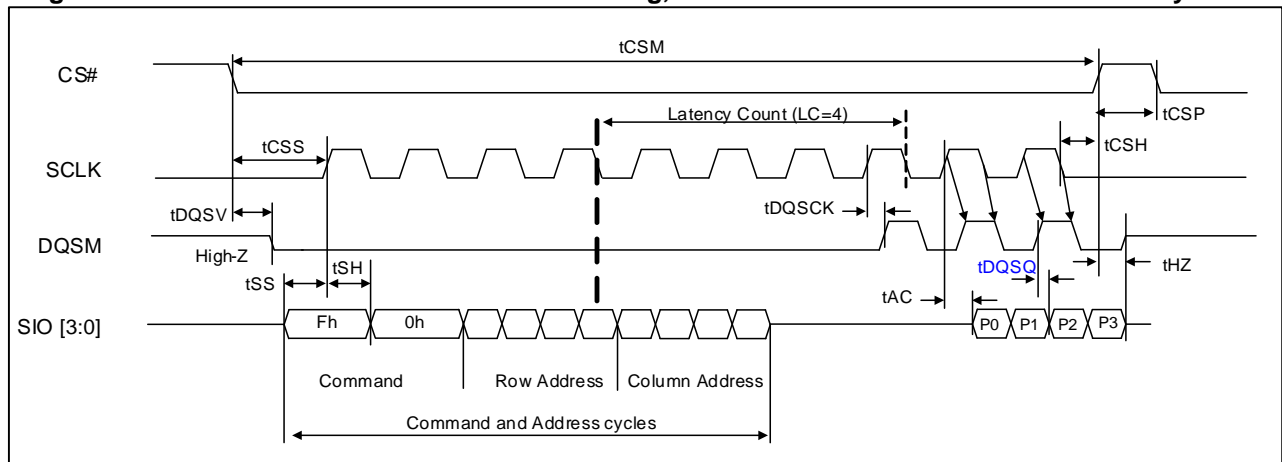 tCSM
CS#
tCSP
Latency Count (LC=4)
tCSS
tCSH
SCLK
tDQSV
tDQSCK
DQSM
High-Z
tSH
tDQSQ
tHZ
tSS
tAC
SIO [3:0]
Fh 0h P0 P1 P2 P3
Command Row Address Column Address
Command and Address cycles